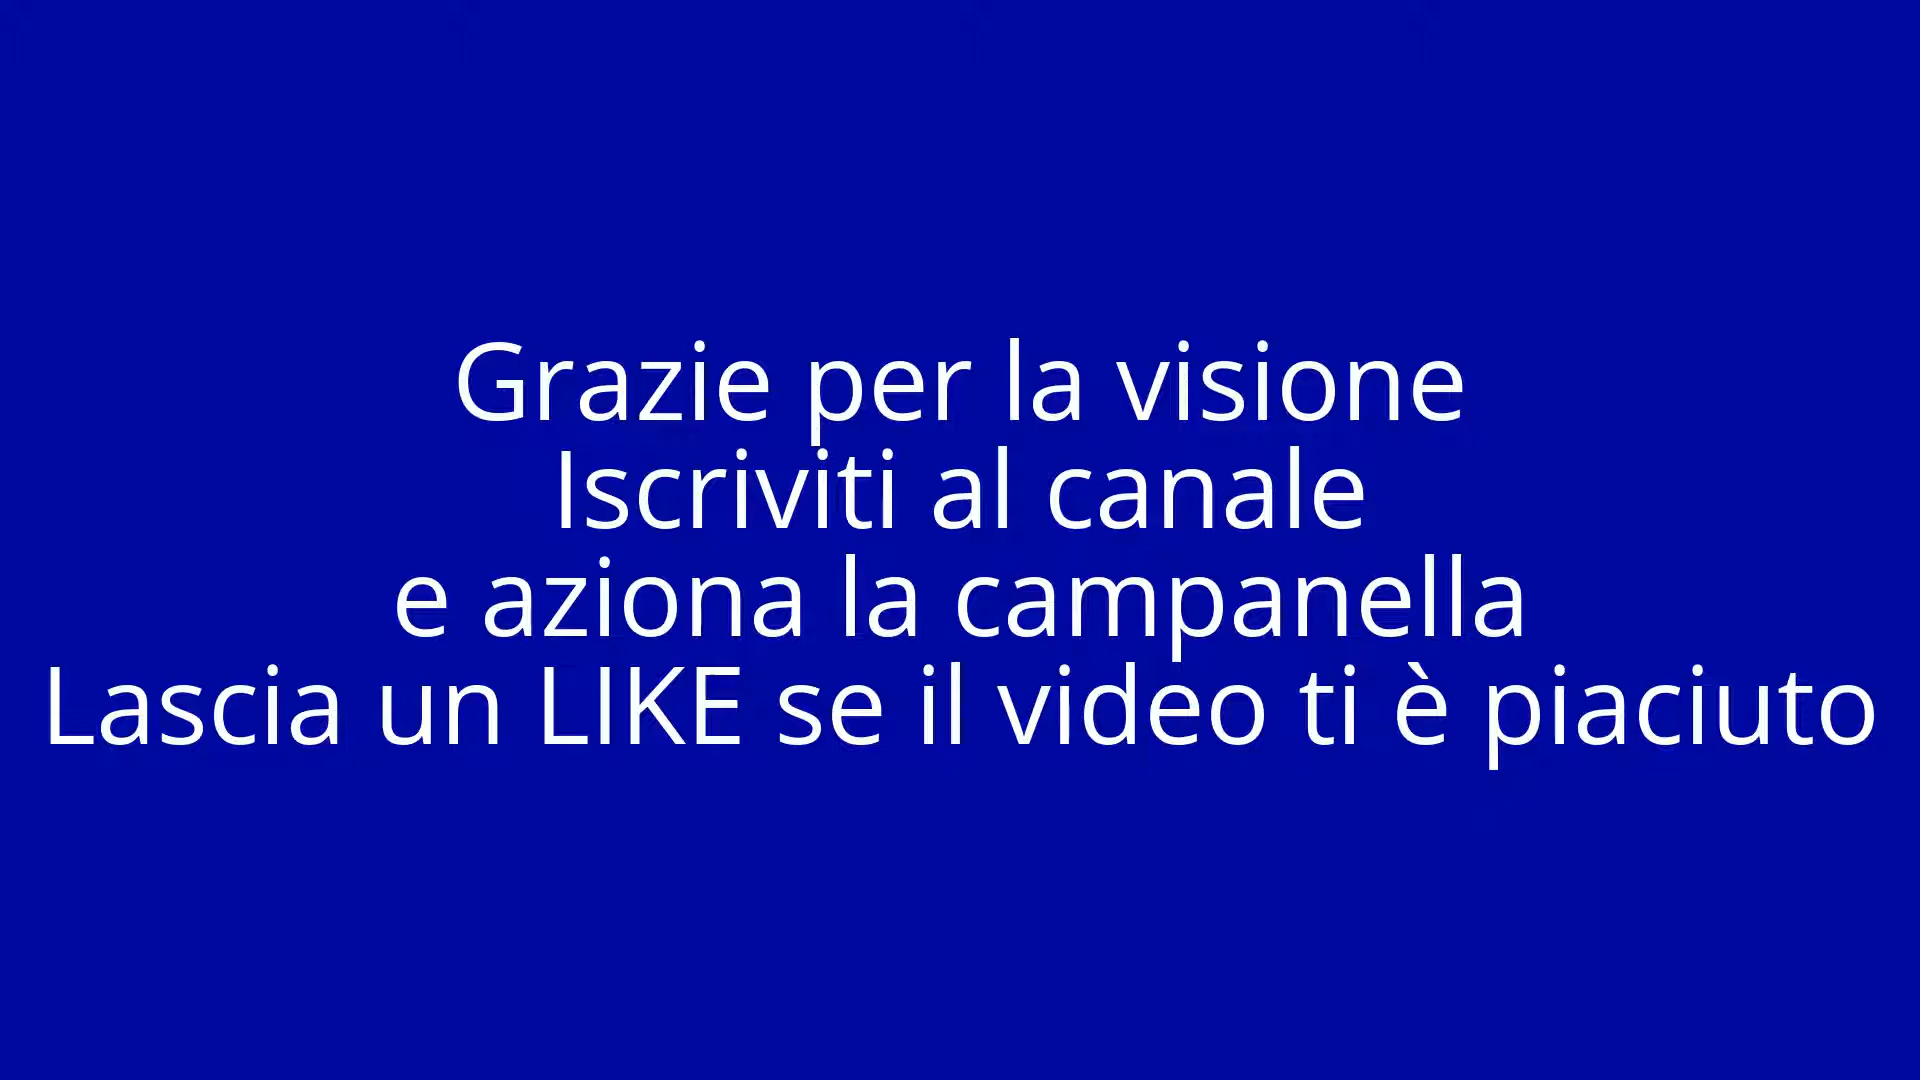 Grazie per la visione
Iscriviti al canale
e aziona la campanella
Lascia un LIKE se il video ti è piaciuto